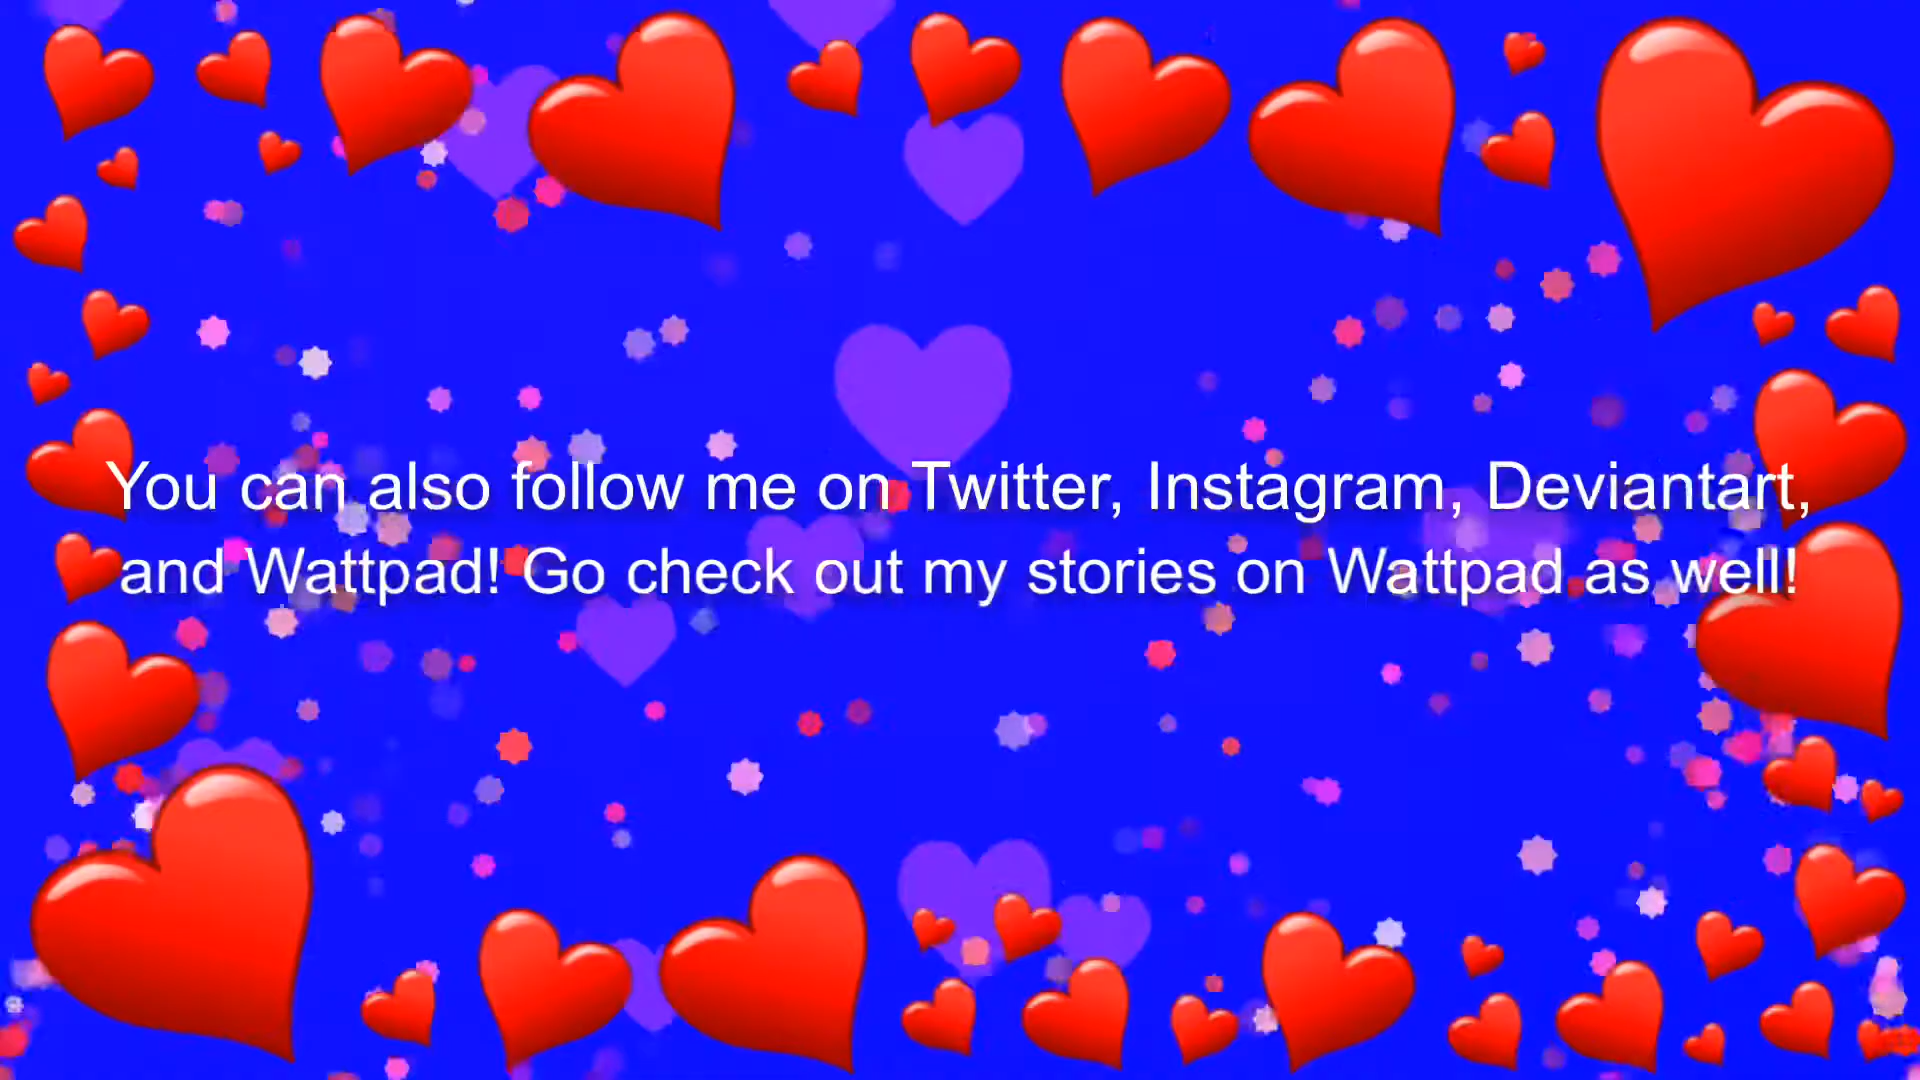 You can also follow me on Twitter, Instagram, Deviantart,
and Wattpad! Go check out my stories on Wattpad as well!